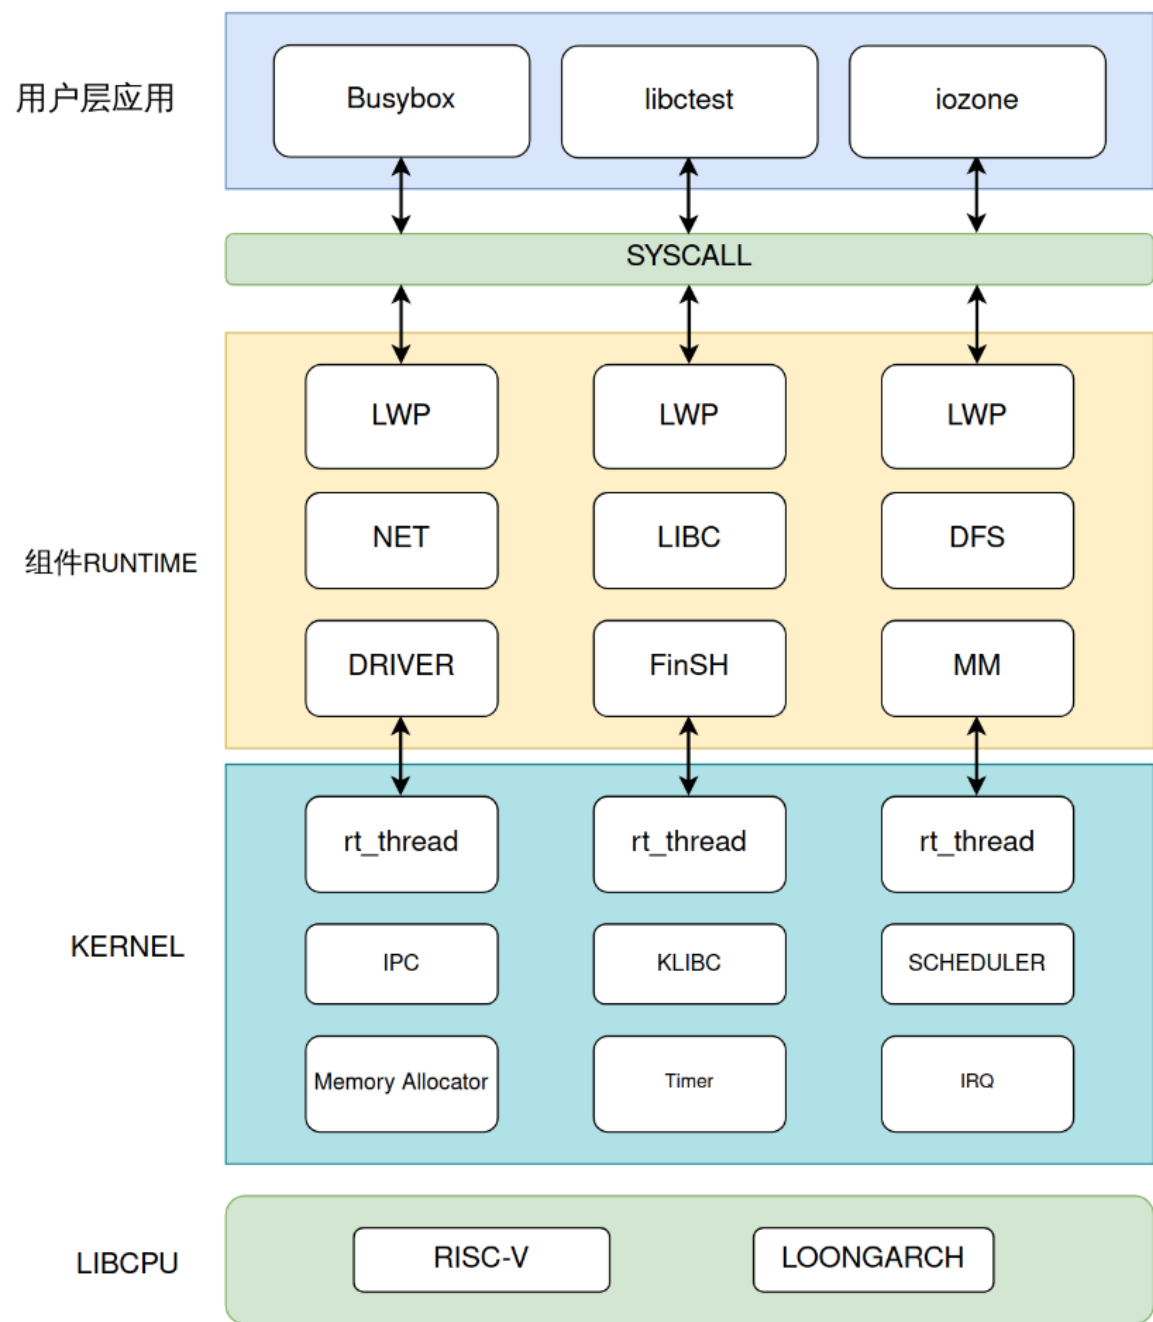 用户层应用
Busybox
libctest
iozone
SYSCALL
组件RUNTIME
LWP
LWP
LWP
NET
LIBC
DFS
DRIVER
FinSH
MM
KERNEL
rt_thread
rt_thread
rt_thread
IPC
KLIBC
SCHEDULER
Memory Allocator
Timer
IRQ
LIBCPU
RISC-V
LOONGARCH